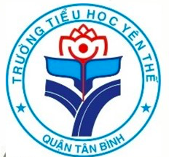 TRƯỜNG TIỂU HỌC YÊN THẾ
QUẬN TÂN BÌNH